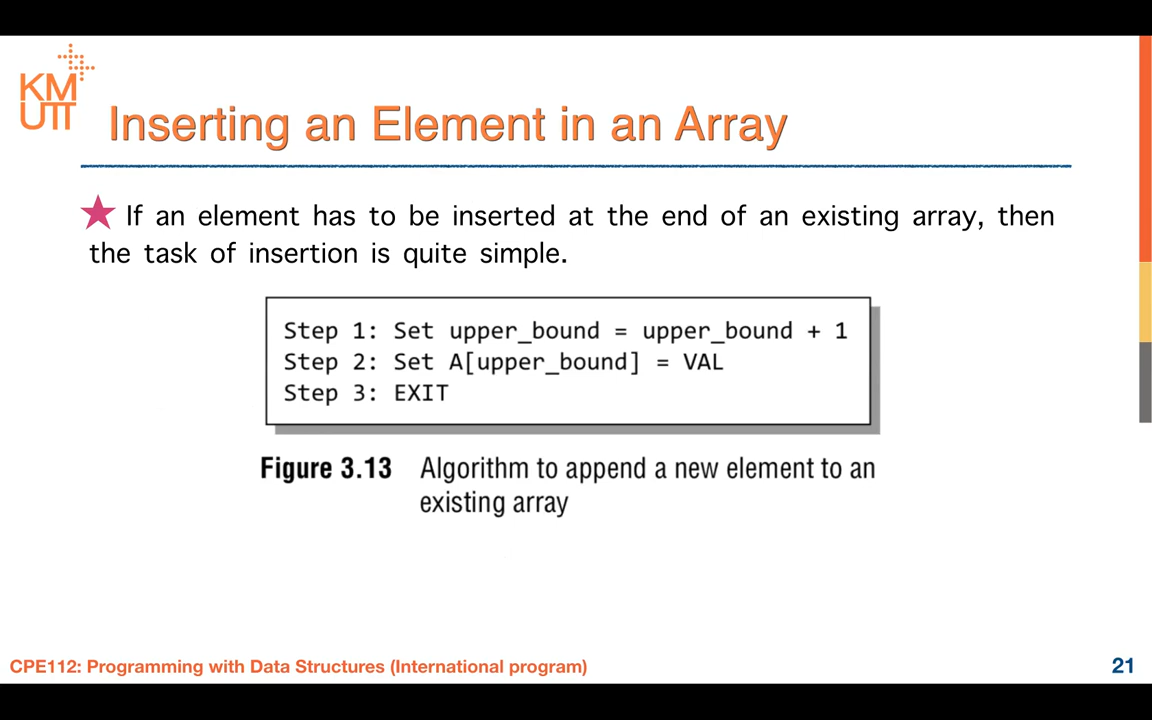 KM
UTT
Inserting an Element in an Array
If an element has to be inserted at the end of an existing array, then
the task of insertion is quite simple.
Step 1: Set upper_bound = upper_bound + 1
Step 2: Set A[upper_bound] = VAL
Step 3: EXIT
Figure 3.13 Algorithm to append a new element to an
existing array
CPE112: Programming with Data Structures (International program)
21